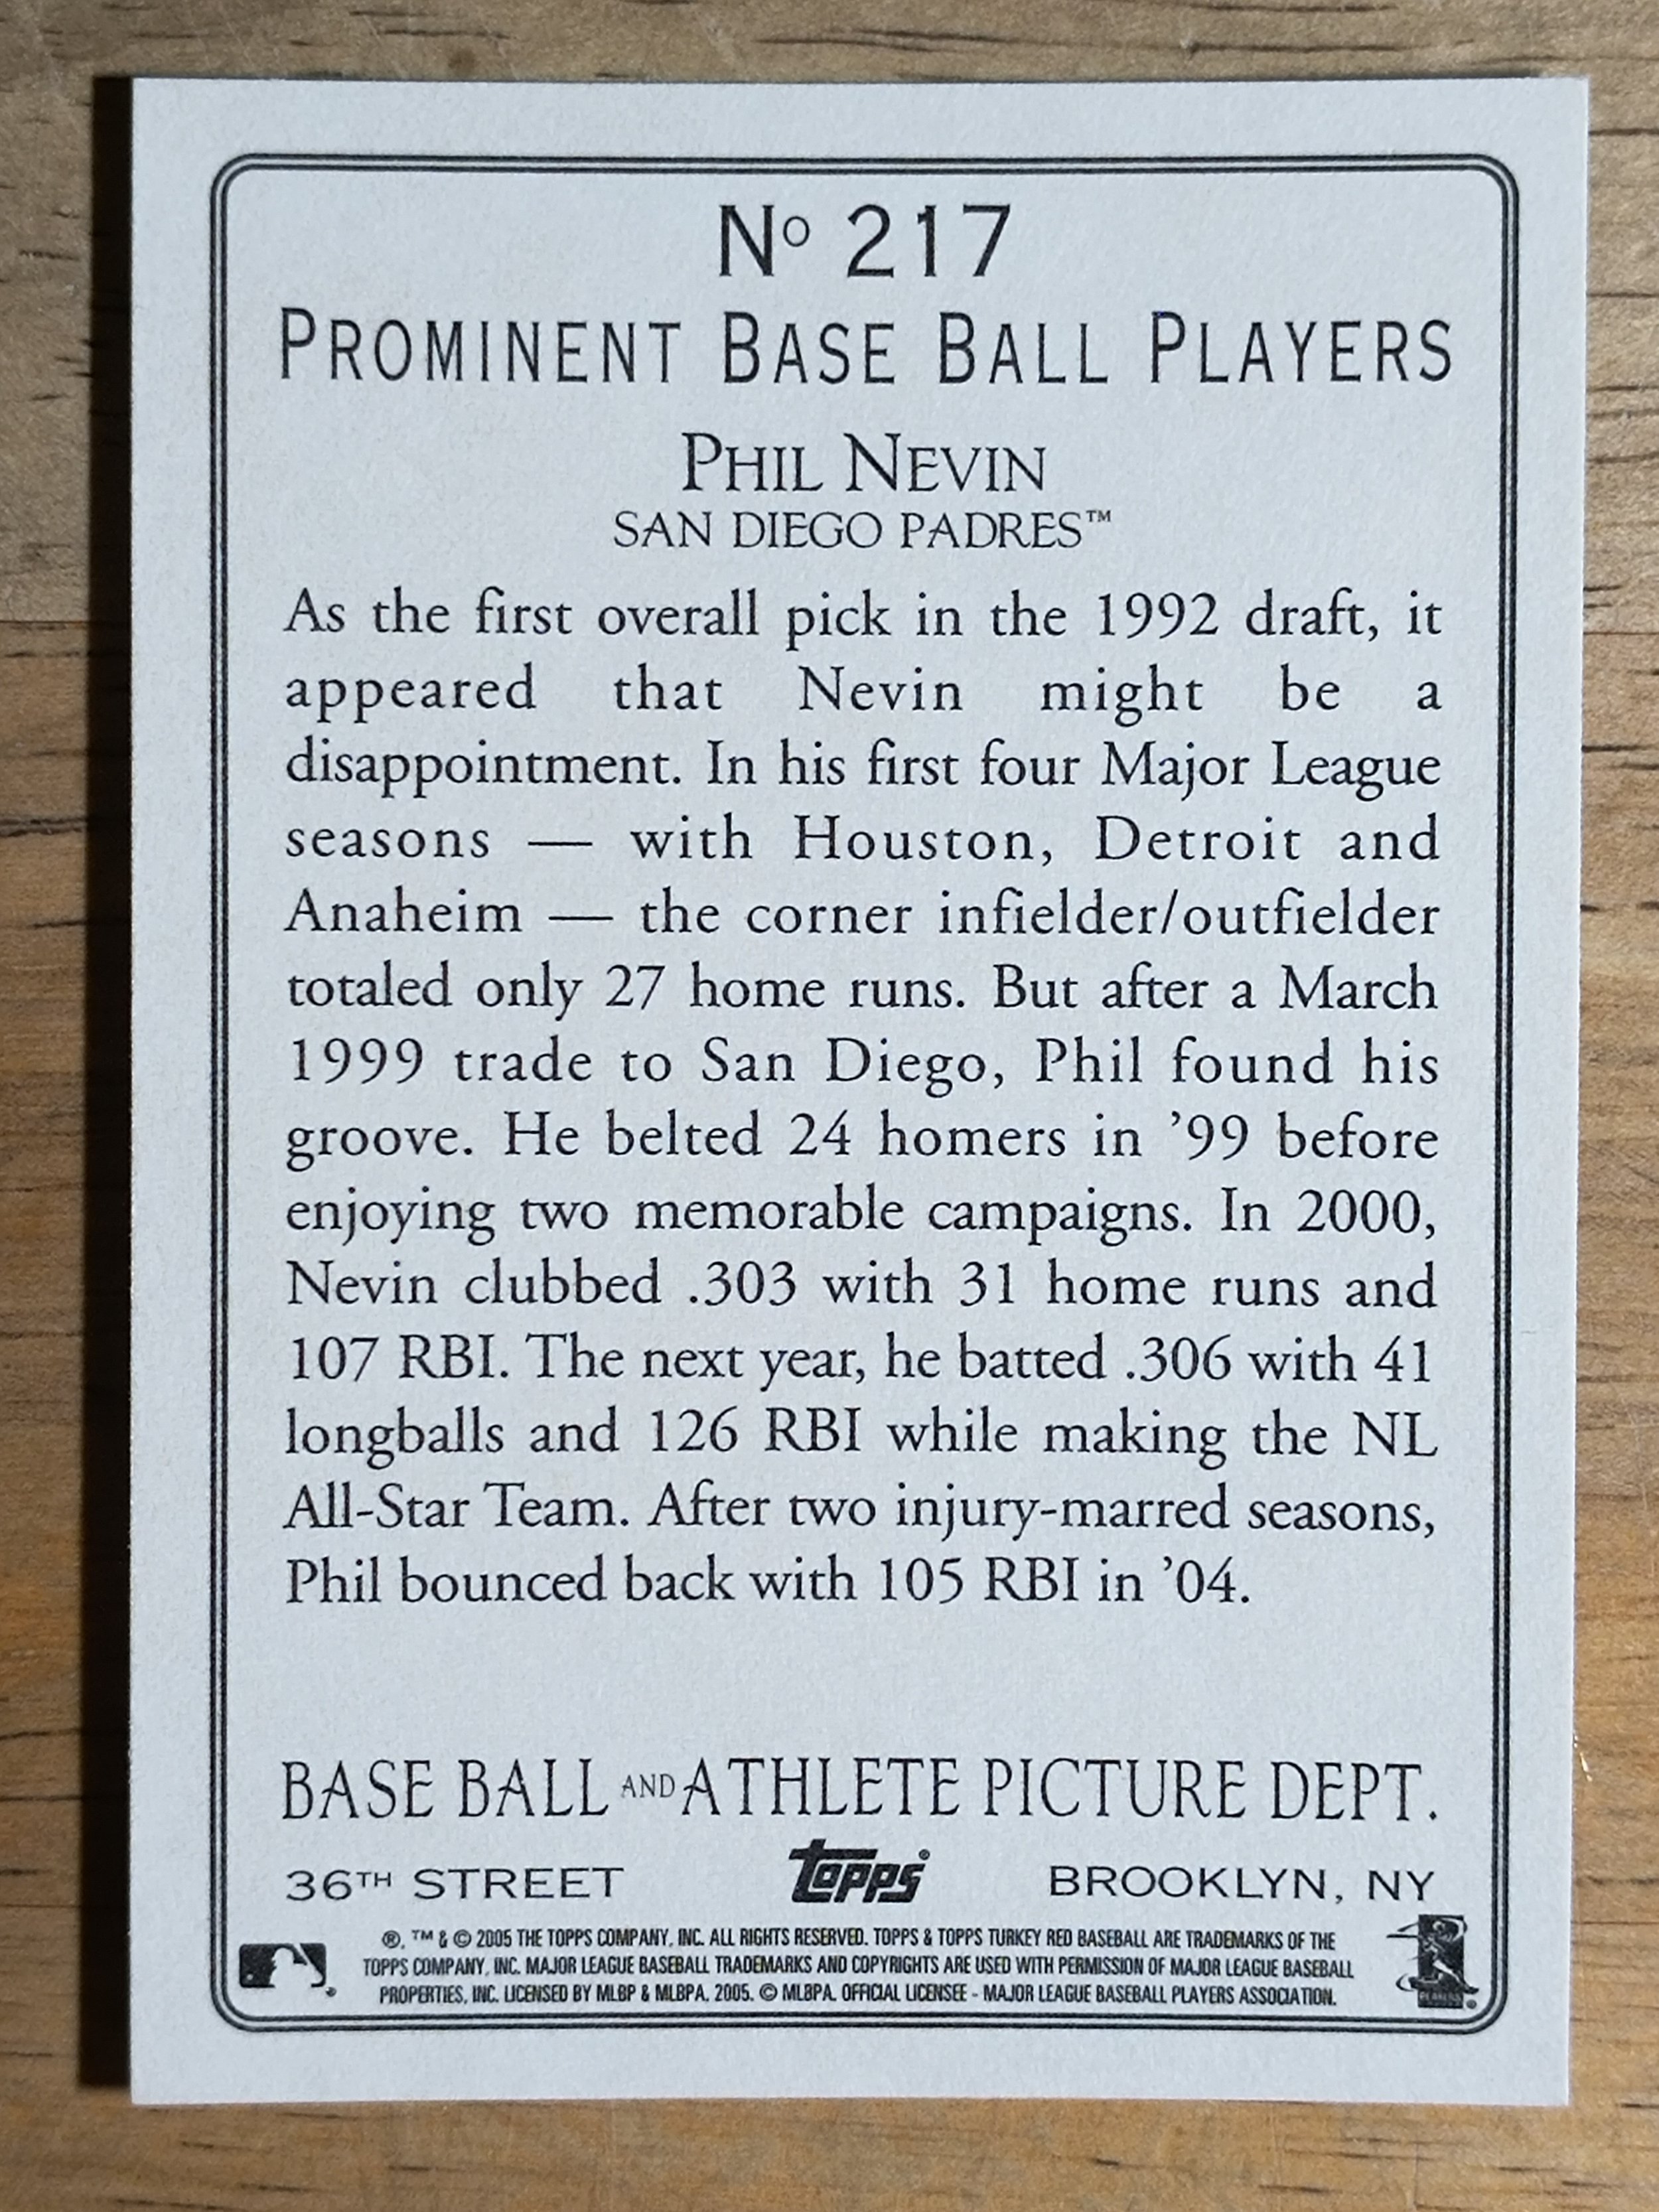 Nº 217
PROMINENT BASE BALL PLAYERS
PHIL NEVIN
SAN DIEGO PADRES™
As the first overall pick in the 1992 draft, it
appeared that Nevin might be a
disappointment. In his first four Major League
seasons — with Houston, Detroit and
Anaheim — the corner infielder/outfielder
totaled only 27 home runs. But after a March
1999 trade to San Diego, Phil found his
groove. He belted 24 homers in ’99 before
enjoying two memorable campaigns. In 2000,
Nevin clubbed .303 with 31 home runs and
107 RBI. The next year, he batted .306 with 41
longballs and 126 RBI while making the NL
All-Star Team. After two injury-marred seasons,
Phil bounced back with 105 RBI in ’04.
BASE BALL AND ATHLETE PICTURE DEPT.
36TH STREET topps® BROOKLYN, NY
®, ™ & © 2005 THE TOPPS COMPANY, INC. ALL RIGHTS RESERVED. TOPPS & TOPPS TURKEY RED BASEBALL ARE TRADEMARKS OF THE
TOPPS COMPANY, INC. MAJOR LEAGUE BASEBALL TRADEMARKS AND COPYRIGHTS ARE USED WITH PERMISSION OF MAJOR LEAGUE BASEBALL
PROPERTIES, INC. LICENSED BY MLBP & MLBPA, 2005. © MLBPA. OFFICIAL LICENSEE - MAJOR LEAGUE BASEBALL PLAYERS ASSOCIATION.